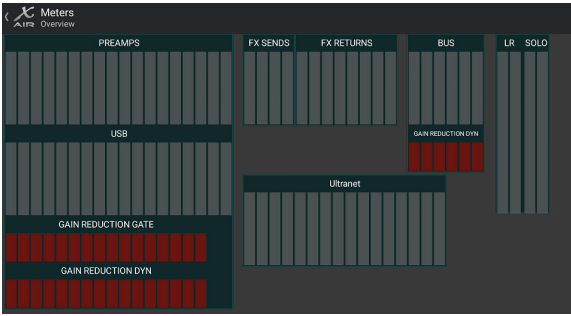 X AIR
Meters
Overview
PREAMPS
FX SENDS
FX RETURNS
BUS
LR
SOLO
USB
GAIN REDUCTION DYN
Ultranet
GAIN REDUCTION GATE
GAIN REDUCTION DYN